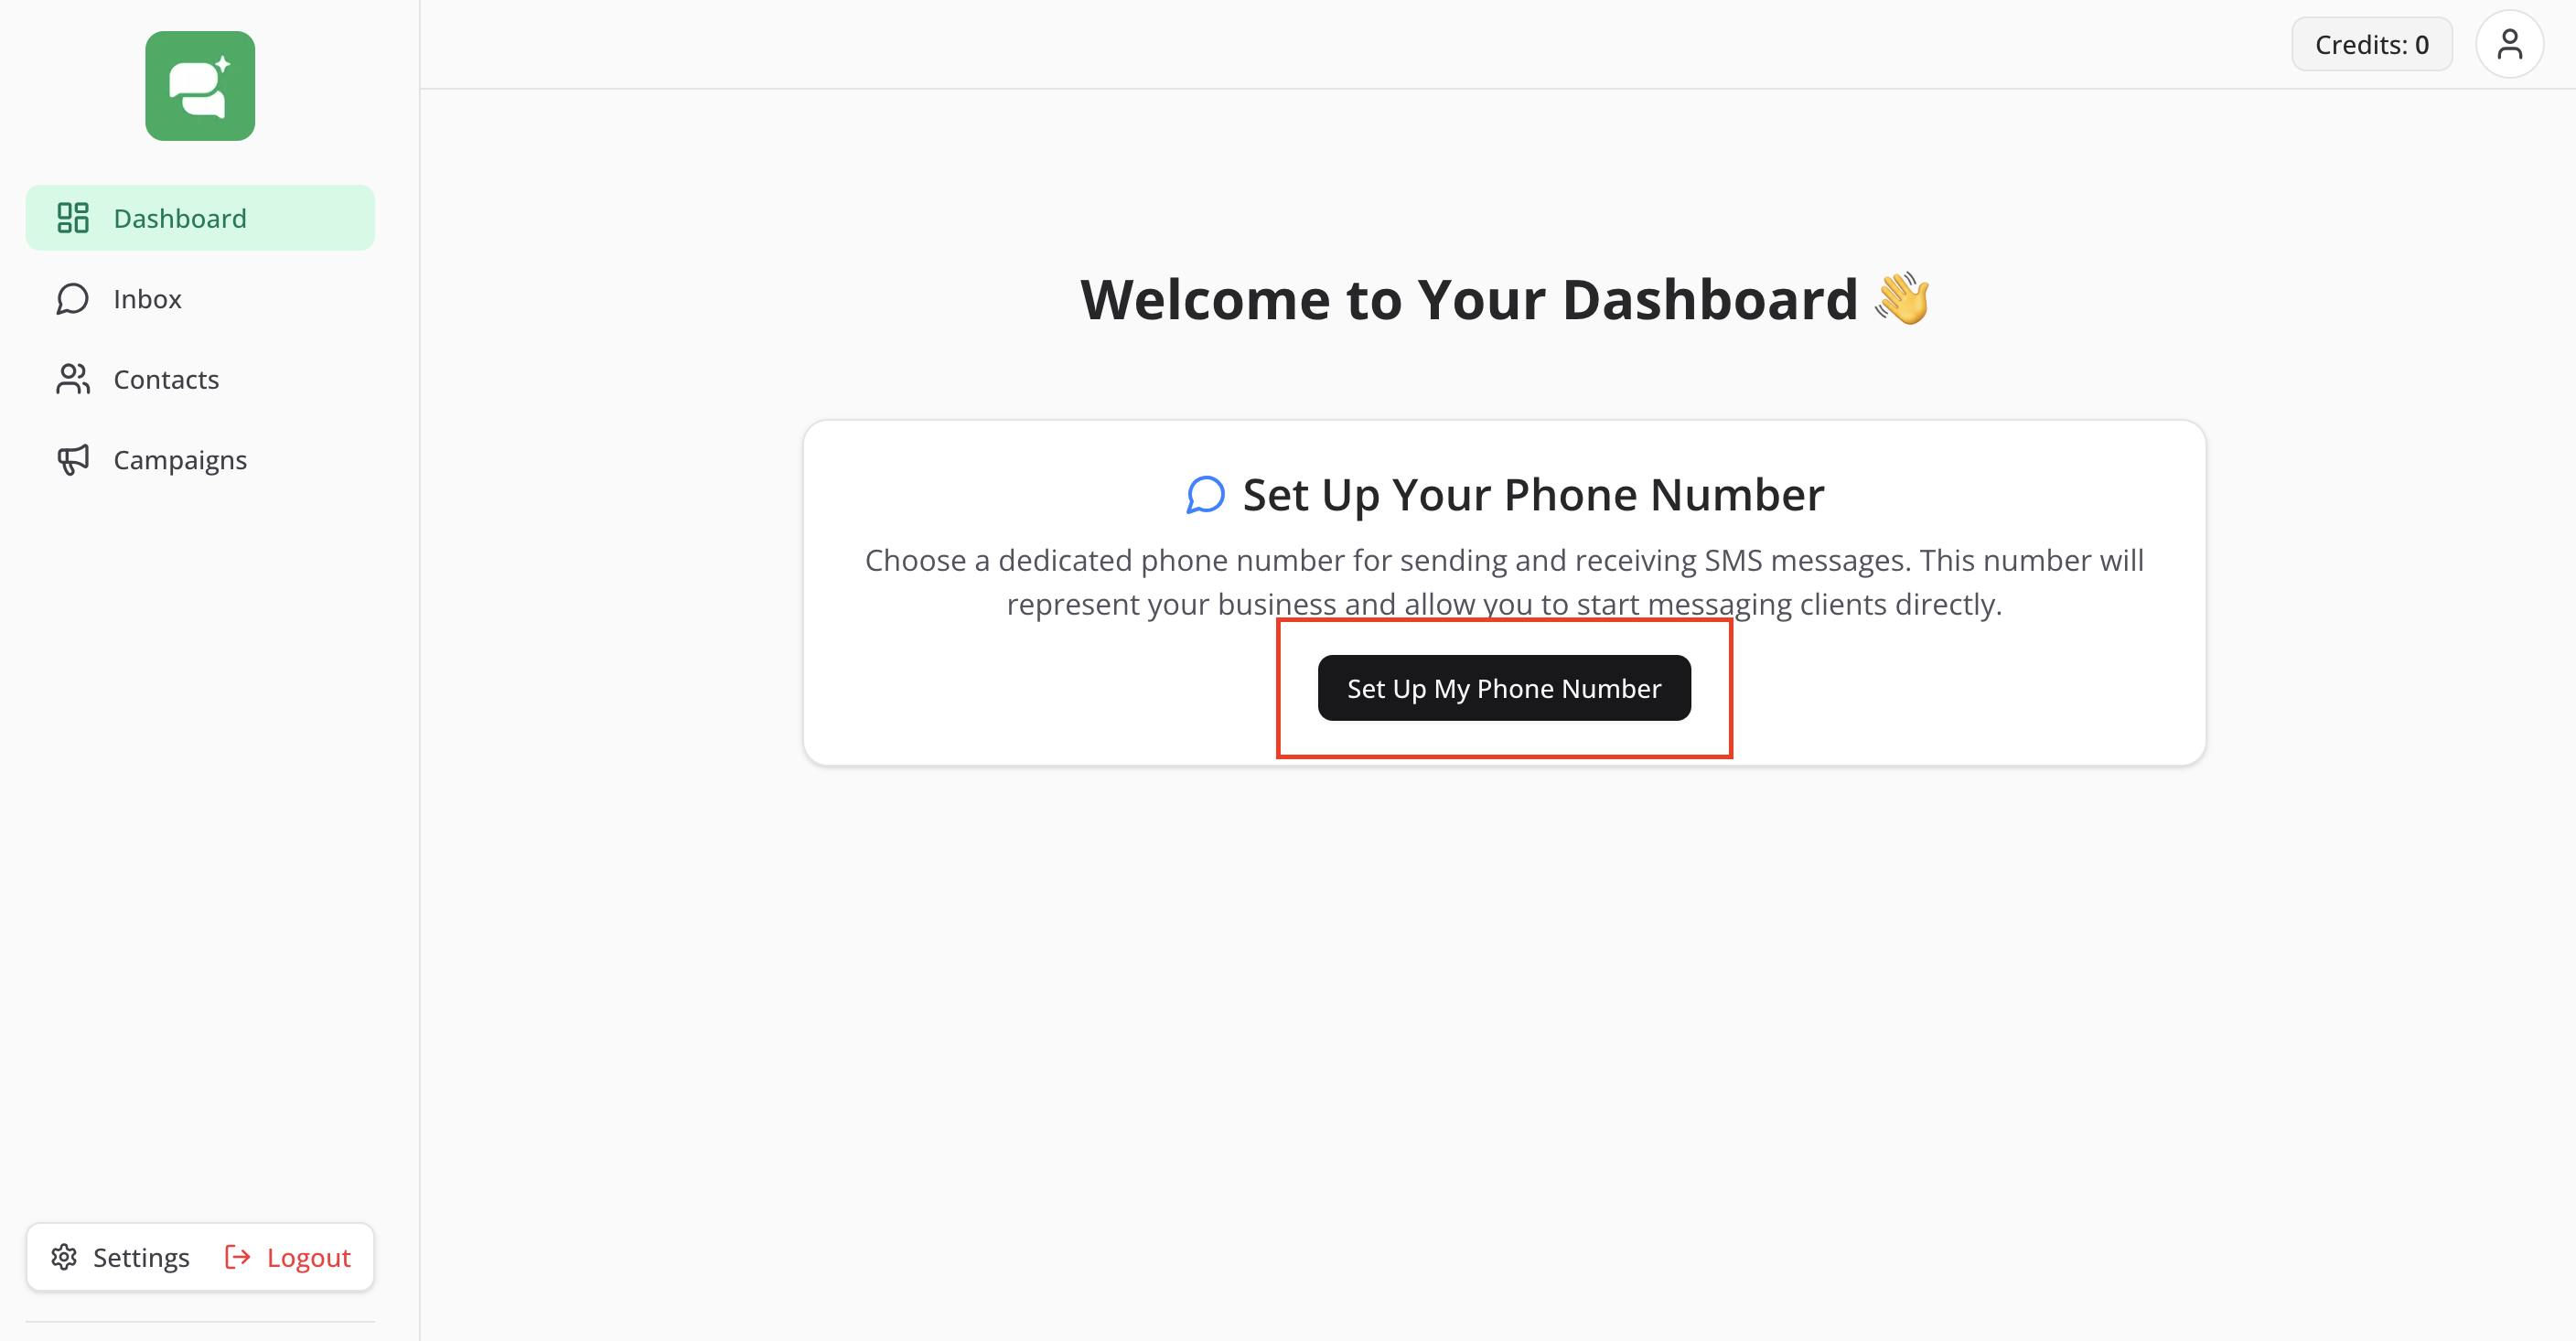 Credits: 0
Dashboard
Inbox
Contacts
Campaigns
Welcome to Your Dashboard 👋
Set Up Your Phone Number
Choose a dedicated phone number for sending and receiving SMS messages. This number will
represent your business and allow you to start messaging clients directly.
Set Up My Phone Number
Settings
Logout